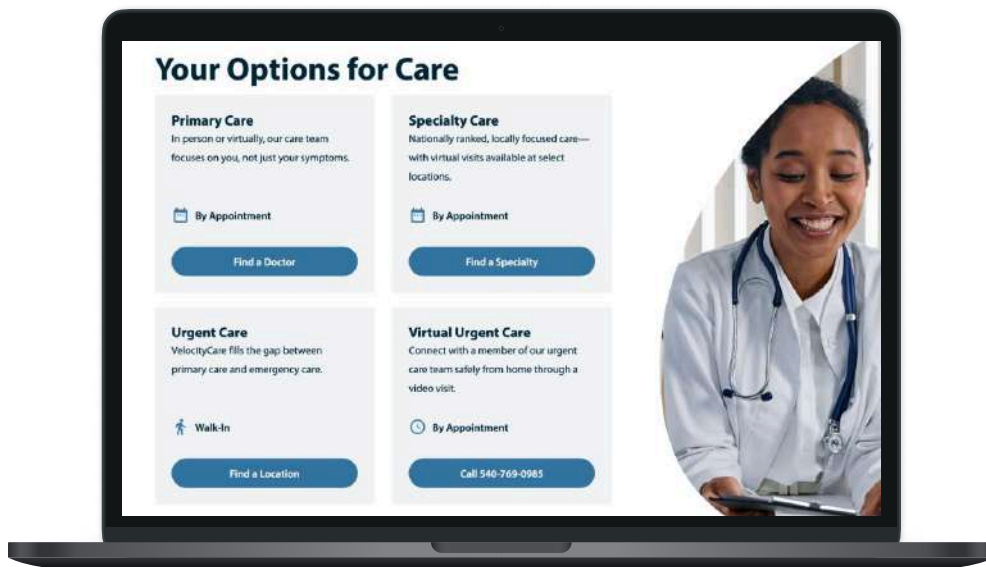 Your Options for Care
Primary Care
In person or virtually, our care team
focuses on you, not just your symptoms.
By Appointment
Find a Doctor
Specialty Care
Nationally ranked, locally focused care—
with virtual visits available at select
locations.
By Appointment
Find a Specialty
Urgent Care
VelocityCare fills the gap between
primary care and emergency care.
Walk-In
Find a Location
Virtual Urgent Care
Connect with a member of our urgent
care team safely from home through a
video visit.
By Appointment
Call 540-769-0985